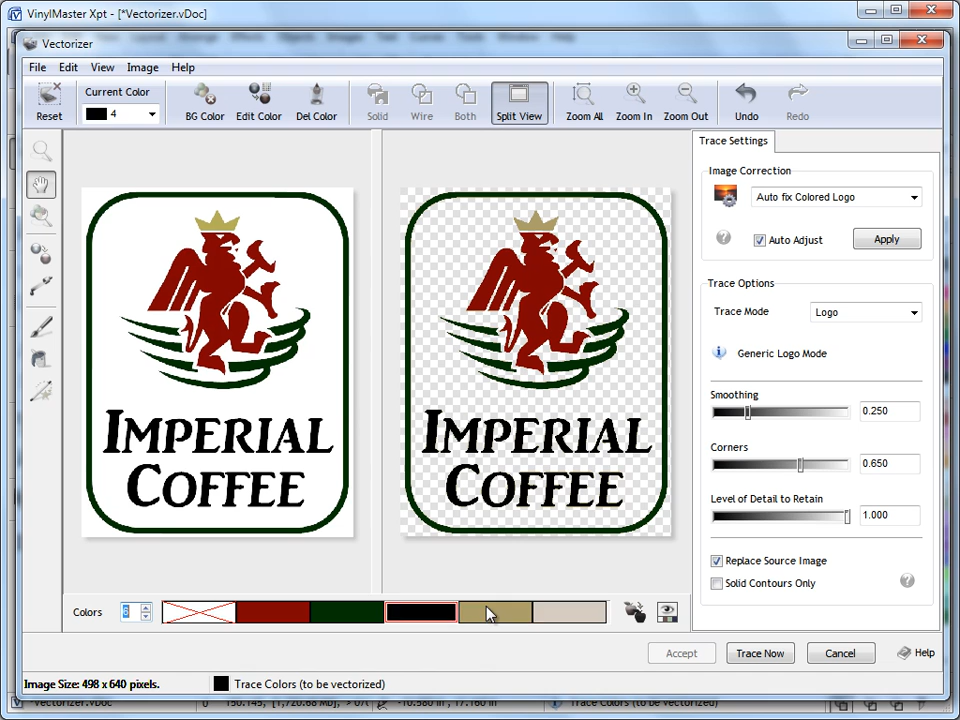 VinylMaster Xpt - [*Vectorizer.vDoc]
Vectorizer
File Edit View Image Help
Reset
Current Color
4
BG Color
Edit Color
Del Color
Solid
Wire
Both
Split View
Zoom All
Zoom In
Zoom Out
Undo
Redo
IMPERIAL
COFFEE
IMPERIAL
COFFEE
Trace Settings
Image Correction
Auto fix Colored Logo
Auto Adjust
Apply
Trace Options
Trace Mode
Logo
Generic Logo Mode
Smoothing
0.250
Corners
0.650
Level of Detail to Retain
1.000
Replace Source Image
Solid Contours Only
Colors
6
Accept
Trace Now
Cancel
Help
Image Size: 498 x 640 pixels.
Trace Colors (to be vectorized)